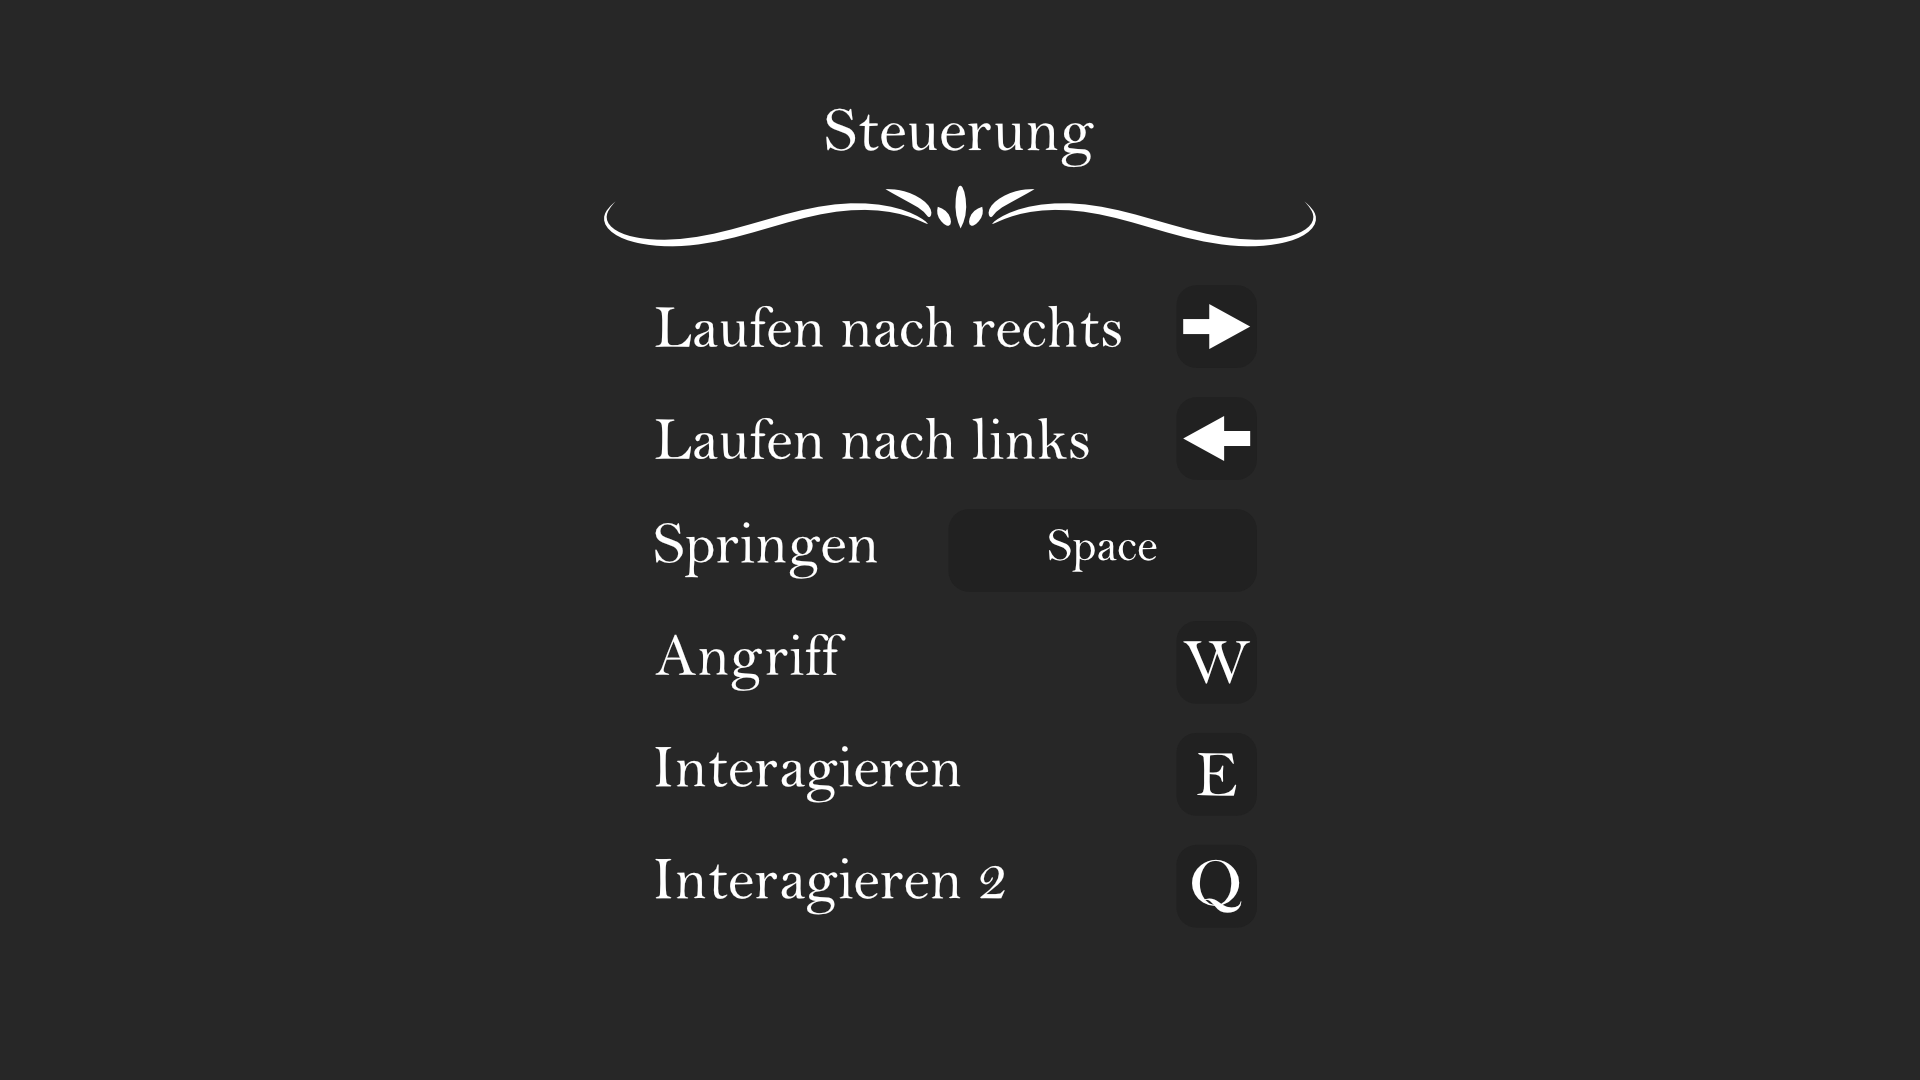 Steuerung
Laufen nach rechts
Laufen nach links
Springen Space
Angriff W
Interagieren E
Interagieren 2 Q